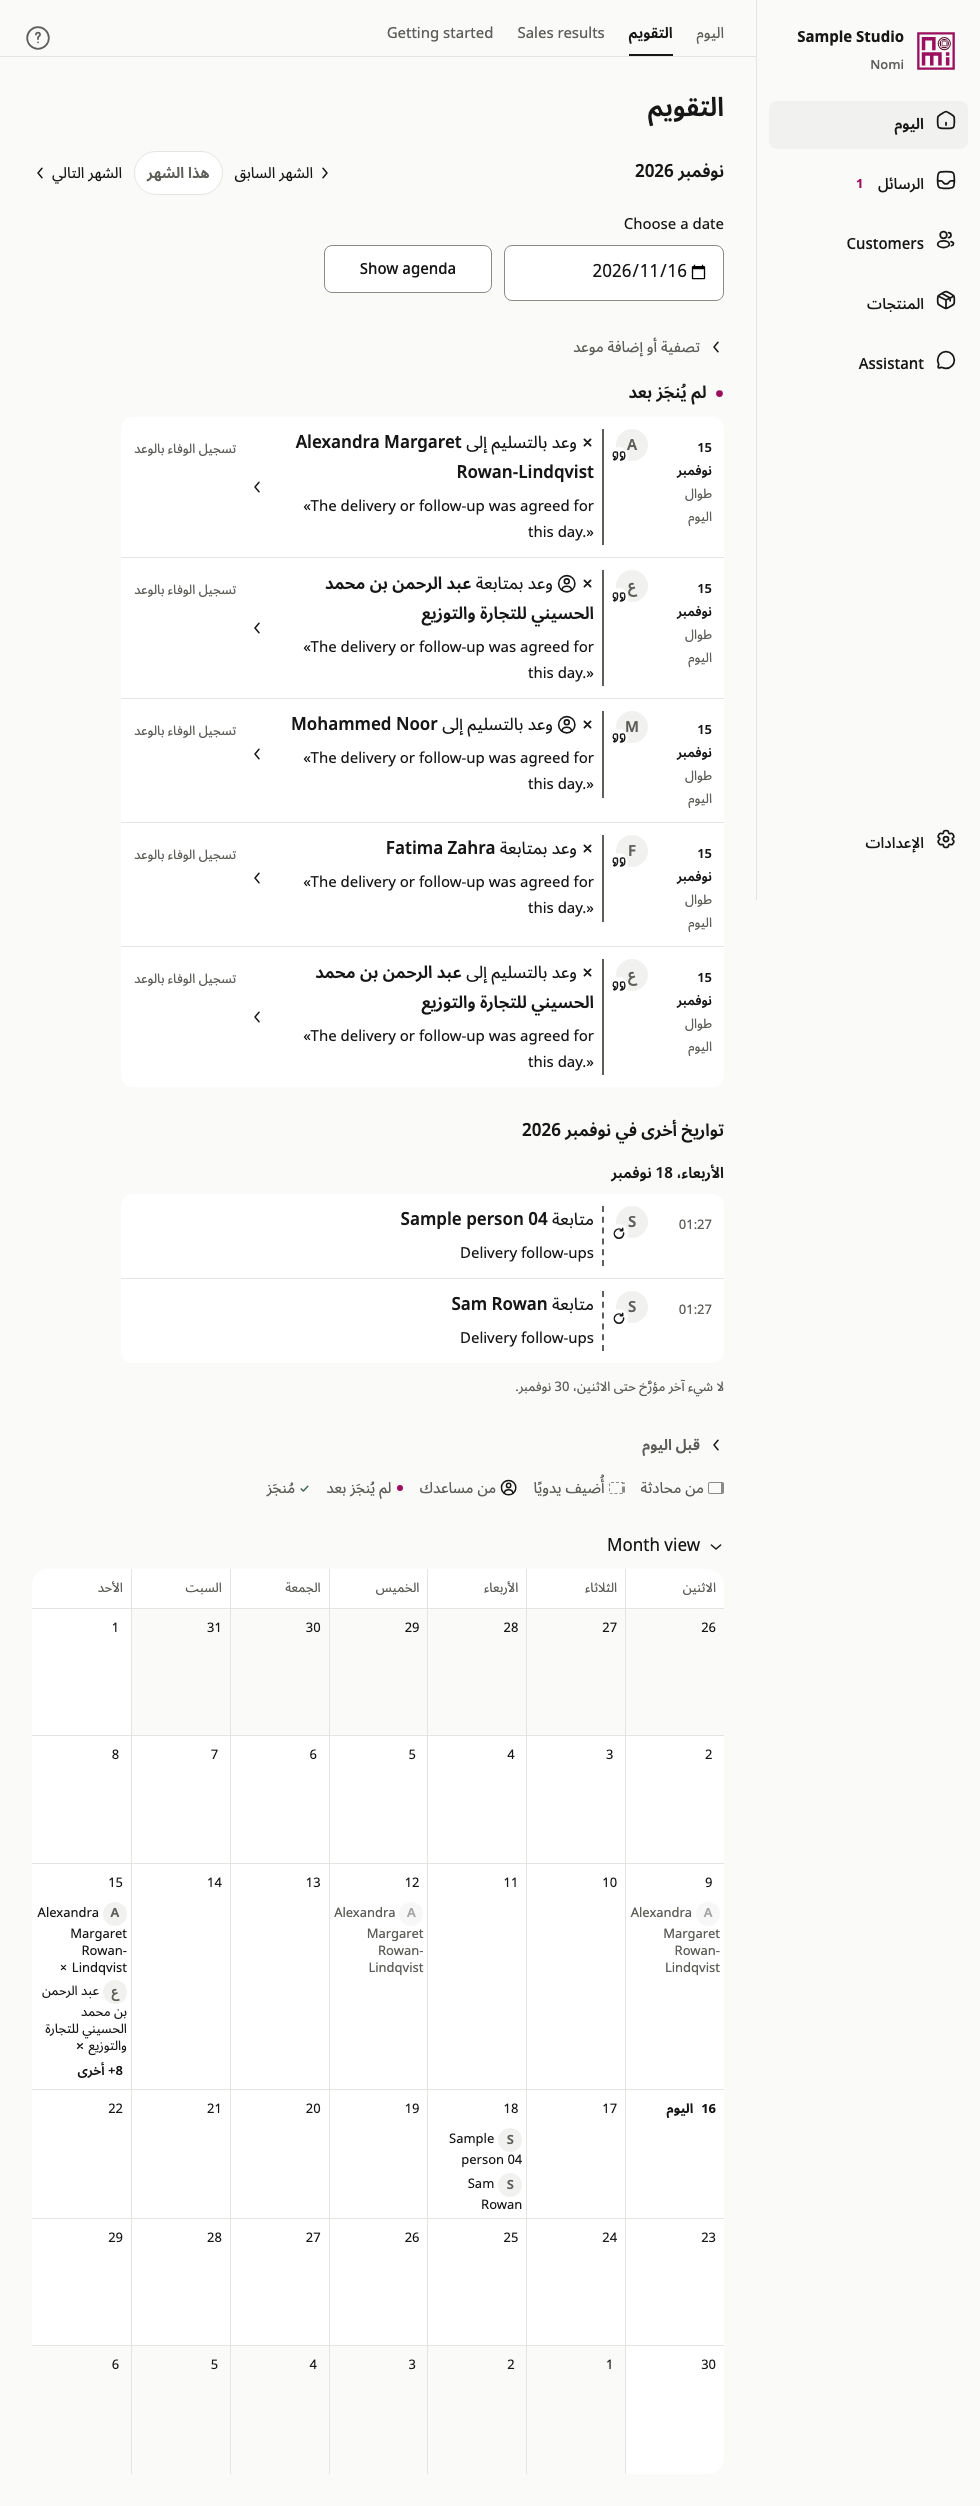 Sample Studio
Nomi
اليوم
الرسائل 1
Customers
المنتجات
Assistant
الإعدادات
اليوم التقويم Sales results Getting started
?
التقويم
نوفمبر 2026
الشهر السابق هذا الشهر الشهر التالي
Choose a date
2026/11/16
Show agenda
تصفية أو إضافة موعد
لم يُنجَز بعد
15
نوفمبر
طوال
اليوم
A
× وعد بالتسليم إلى Alexandra Margaret
Rowan-Lindqvist
«The delivery or follow-up was agreed for
this day.»
تسجيل الوفاء بالوعد
15
نوفمبر
طوال
اليوم
ع
× وعد بمتابعة عبد الرحمن بن محمد
الحسيني للتجارة والتوزيع
«The delivery or follow-up was agreed for
this day.»
تسجيل الوفاء بالوعد
15
نوفمبر
طوال
اليوم
M
× وعد بالتسليم إلى Mohammed Noor
«The delivery or follow-up was agreed for
this day.»
تسجيل الوفاء بالوعد
15
نوفمبر
طوال
اليوم
F
× وعد بمتابعة Fatima Zahra
«The delivery or follow-up was agreed for
this day.»
تسجيل الوفاء بالوعد
15
نوفمبر
طوال
اليوم
ع
× وعد بالتسليم إلى عبد الرحمن بن محمد
الحسيني للتجارة والتوزيع
«The delivery or follow-up was agreed for
this day.»
تسجيل الوفاء بالوعد
تواريخ أخرى في نوفمبر 2026
الأربعاء، 18 نوفمبر
01:27
S
متابعة Sample person 04
Delivery follow-ups
01:27
S
متابعة Sam Rowan
Delivery follow-ups
لا شيء آخر مؤرّخ حتى الاثنين، 30 نوفمبر.
قبل اليوم
من محادثة أُضيف يدويًا من مساعدك لم يُنجَز بعد مُنجَز
Month view
الاثنين الثلاثاء الأربعاء الخميس الجمعة السبت الأحد
26 27 28 29 30 31 1
2 3 4 5 6 7 8
9 10 11 12 13 14 15
A Alexandra
Margaret
Rowan-
Lindqvist
A Alexandra
Margaret
Rowan-
Lindqvist
A Alexandra
Margaret
Rowan-
Lindqvist ×
ع عبد الرحمن
بن محمد
الحسيني للتجارة
والتوزيع ×
8+ أخرى
16 اليوم 17 18 19 20 21 22
S Sample
person 04
S Sam
Rowan
23 24 25 26 27 28 29
30 1 2 3 4 5 6